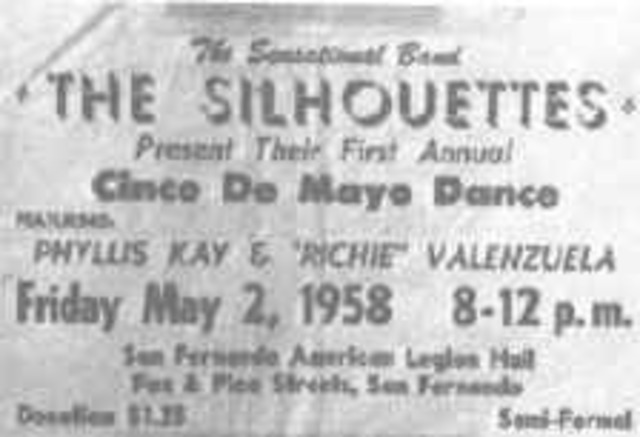 The Sensational Band
THE SILHOUETTES
Present Their First Annual
Cinco De Mayo Dance
FEATURING:
PHYLLIS KAY & "RICHIE" VALENZUELA
Friday May 2, 1958 8-12 p.m.
San Fernando American Legion Hall
Fox & Pico Streets, San Fernando
Donation $1.25 Semi-Formal